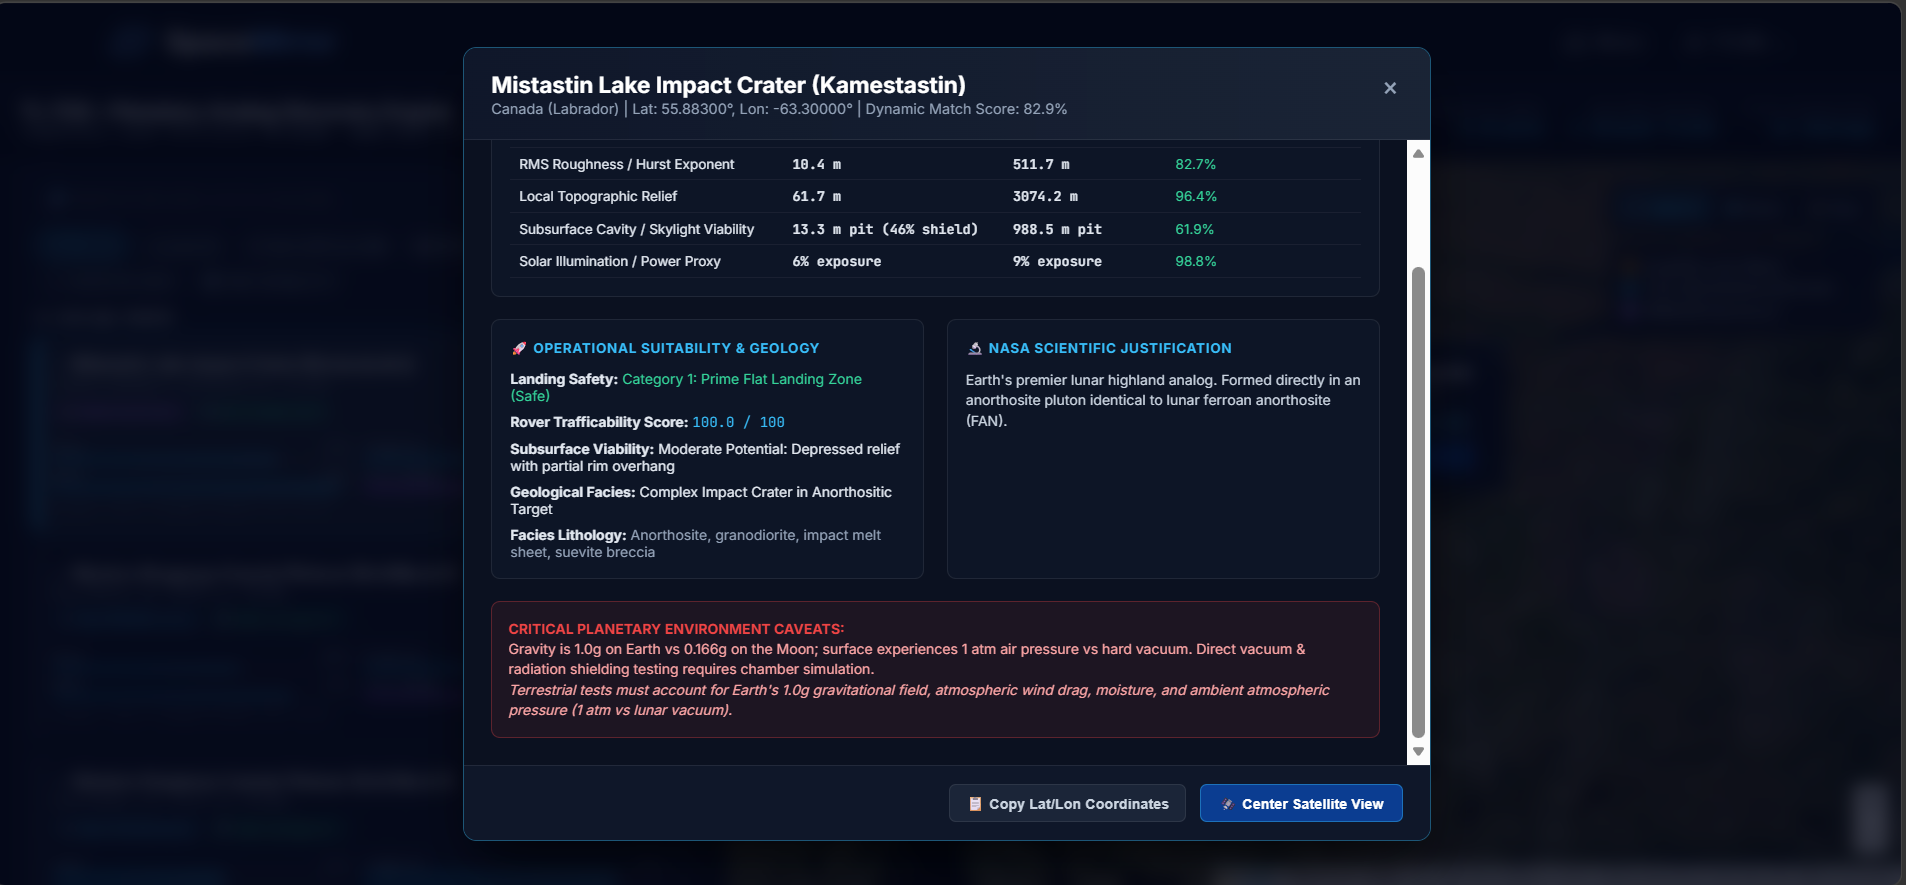 Mistastin Lake Impact Crater (Kamestastin)
Canada (Labrador) | Lat: 55.88300°, Lon: -63.30000° | Dynamic Match Score: 82.9%
×
RMS Roughness / Hurst Exponent 10.4 m 511.7 m 82.7%
Local Topographic Relief 61.7 m 3074.2 m 96.4%
Subsurface Cavity / Skylight Viability 13.3 m pit (46% shield) 988.5 m pit 61.9%
Solar Illumination / Power Proxy 6% exposure 9% exposure 98.8%
🚀 OPERATIONAL SUITABILITY & GEOLOGY
Landing Safety: Category 1: Prime Flat Landing Zone
(Safe)
Rover Trafficability Score: 100.0 / 100
Subsurface Viability: Moderate Potential: Depressed relief
with partial rim overhang
Geological Facies: Complex Impact Crater in Anorthositic
Target
Facies Lithology: Anorthosite, granodiorite, impact melt
sheet, suevite breccia
🔬 NASA SCIENTIFIC JUSTIFICATION
Earth's premier lunar highland analog. Formed directly in an
anorthosite pluton identical to lunar ferroan anorthosite
(FAN).
CRITICAL PLANETARY ENVIRONMENT CAVEATS:
Gravity is 1.0g on Earth vs 0.166g on the Moon; surface experiences 1 atm air pressure vs hard vacuum. Direct vacuum &
radiation shielding testing requires chamber simulation.
Terrestrial tests must account for Earth's 1.0g gravitational field, atmospheric wind drag, moisture, and ambient atmospheric
pressure (1 atm vs lunar vacuum).
📋 Copy Lat/Lon Coordinates
🛰️ Center Satellite View